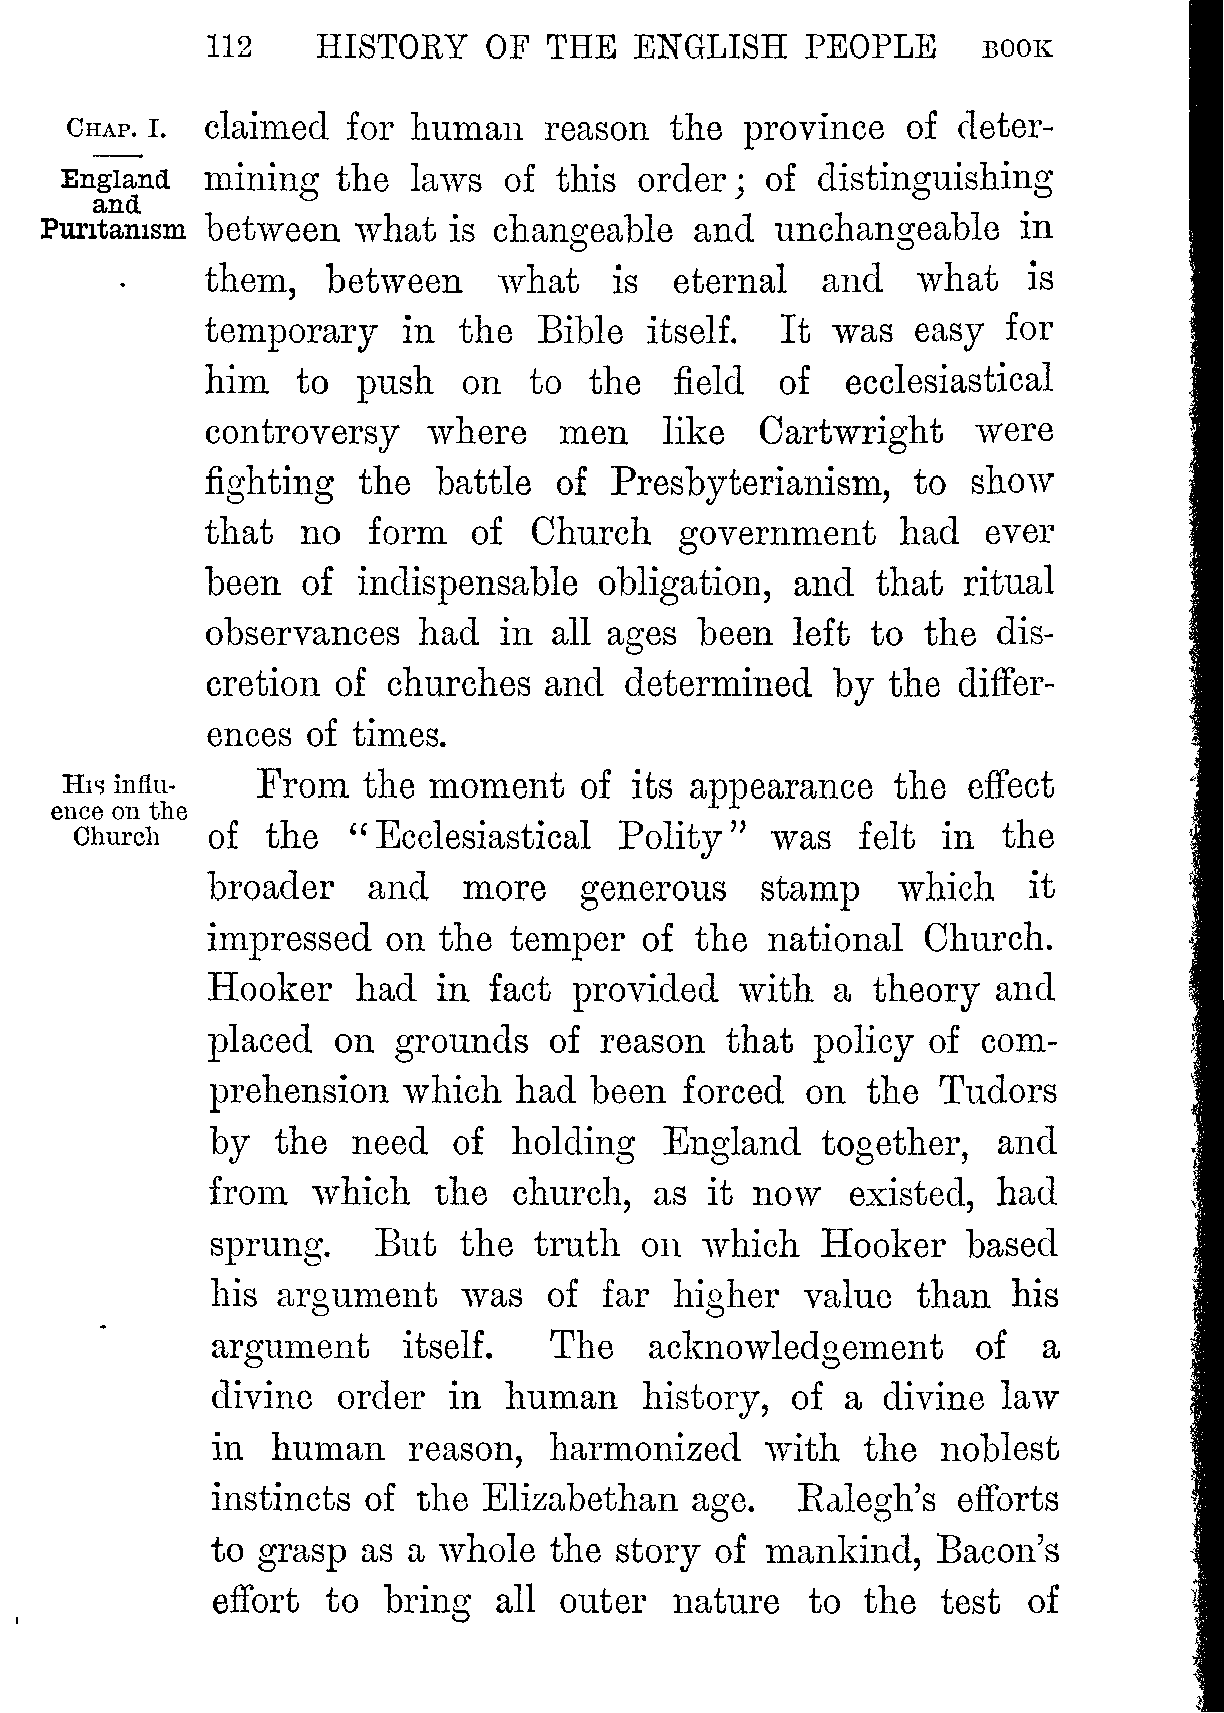 112 HISTORY OF THE ENGLISH PEOPLE BOOK
CHAP. I.
England
and
Puritanism
claimed for human reason the province of deter-
mining the laws of this order; of distinguishing
between what is changeable and unchangeable in
them, between what is eternal and what is
temporary in the Bible itself. It was easy for
him to push on to the field of ecclesiastical
controversy where men like Cartwright were
fighting the battle of Presbyterianism, to show
that no form of Church government had ever
been of indispensable obligation, and that ritual
observances had in all ages been left to the dis-
cretion of churches and determined by the differ-
ences of times.
His influ-
ence on the
Church
From the moment of its appearance the effect
of the "Ecclesiastical Polity" was felt in the
broader and more generous stamp which it
impressed on the temper of the national Church.
Hooker had in fact provided with a theory and
placed on grounds of reason that policy of com-
prehension which had been forced on the Tudors
by the need of holding England together, and
from which the church, as it now existed, had
sprung. But the truth on which Hooker based
his argument was of far higher value than his
argument itself. The acknowledgement of a
divine order in human history, of a divine law
in human reason, harmonized with the noblest
instincts of the Elizabethan age. Ralegh's efforts
to grasp as a whole the story of mankind, Bacon's
effort to bring all outer nature to the test of